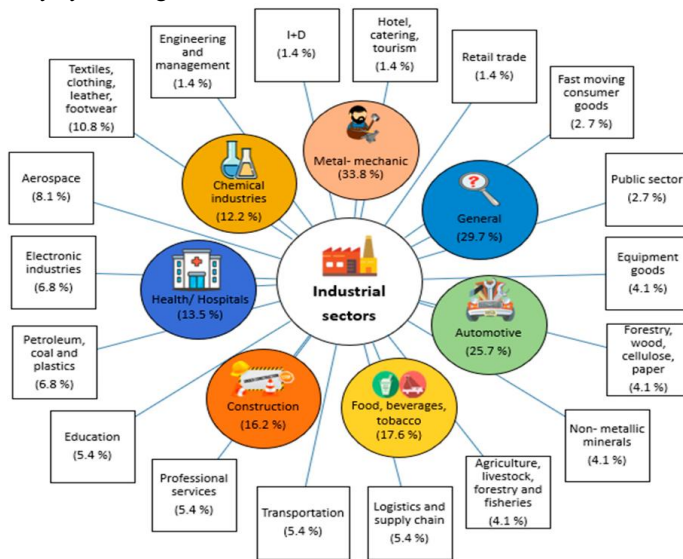 I+D
(1.4 %)
Hotel,
catering,
tourism
(1.4 %)
Engineering
and
management
(1.4 %)
Retail trade
(1.4 %)
Textiles,
clothing,
leather,
footwear
(10.8 %)
Fast moving
consumer
goods
(2. 7 %)
Metal- mechanic
(33.8 %)
Chemical
industries
(12.2 %)
?
General
(29.7 %)
Aerospace
(8.1 %)
Public sector
(2.7 %)
Electronic
industries
(6.8 %)
Health/ Hospitals
(13.5 %)
Industrial
sectors
Equipment
goods
(4.1 %)
Automotive
(25.7 %)
Petroleum,
coal and
plastics
(6.8 %)
Forestry,
wood,
cellulose,
paper
(4.1 %)
Construction
(16.2 %)
Food, beverages,
tobacco
(17.6 %)
Education
(5.4 %)
Non- metallic
minerals
(4.1 %)
Professional
services
(5.4 %)
Transportation
(5.4 %)
Logistics and
supply chain
(5.4 %)
Agriculture,
livestock,
forestry and
fisheries
(4.1 %)